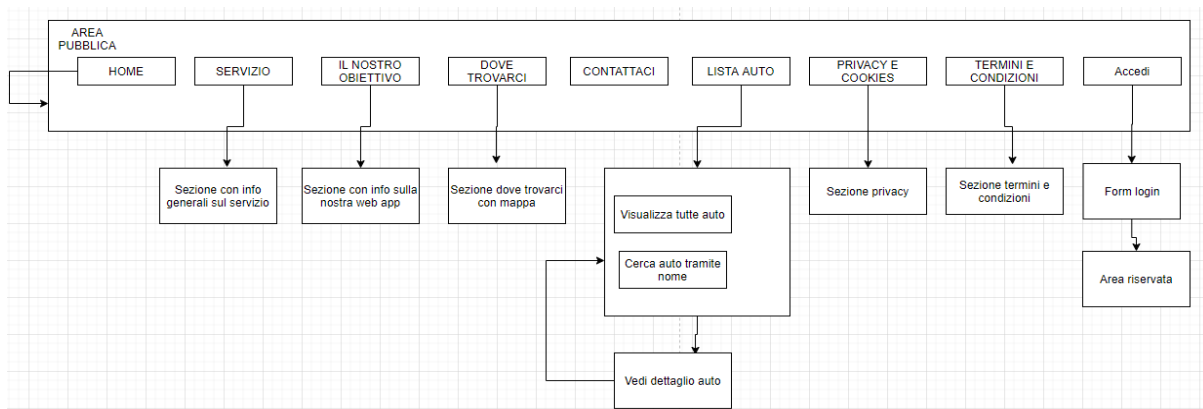 AREA
PUBBLICA
HOME
SERVIZIO
IL NOSTRO
OBIETTIVO
DOVE
TROVARCI
CONTATTACI
LISTA AUTO
PRIVACY E
COOKIES
TERMINI E
CONDIZIONI
Accedi
Sezione con info
generali sul servizio
Sezione con info sulla
nostra web app
Sezione dove trovarci
con mappa
Visualizza tutte auto
Cerca auto tramite
nome
Sezione privacy
Sezione termini e
condizioni
Form login
Area riservata
Vedi dettaglio auto